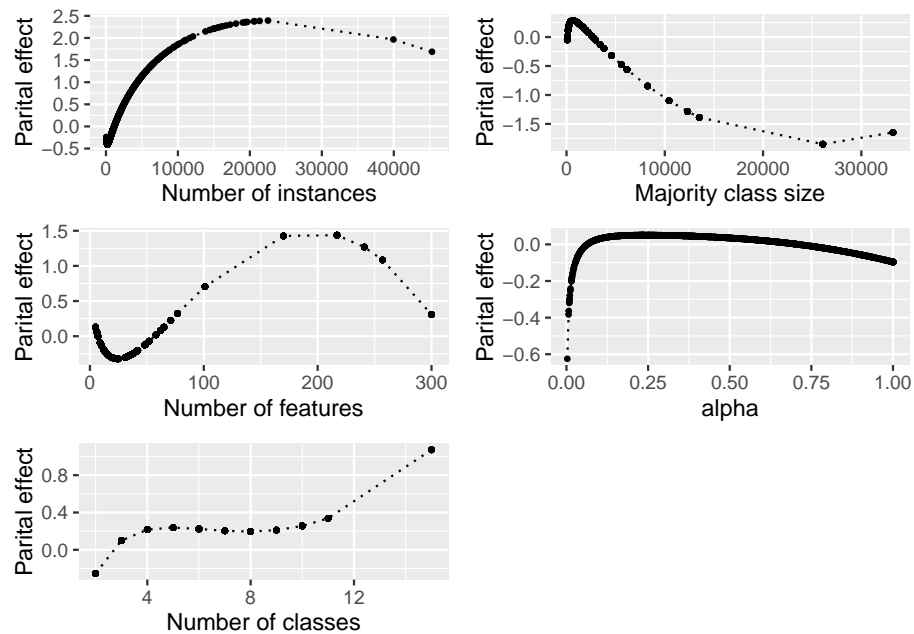 Parital effect
2.5
2.0
1.5
1.0
0.5
0.0
−0.5
0 10000 20000 30000 40000
Number of instances
Parital effect
0.0
−0.5
−1.0
−1.5
0 10000 20000 30000
Majority class size
Parital effect
1.5
1.0
0.5
0.0
0 100 200 300
Number of features
Parital effect
0.0
−0.2
−0.4
−0.6
0.00 0.25 0.50 0.75 1.00
alpha
Parital effect
0.8
0.4
0.0
4 8 12
Number of classes